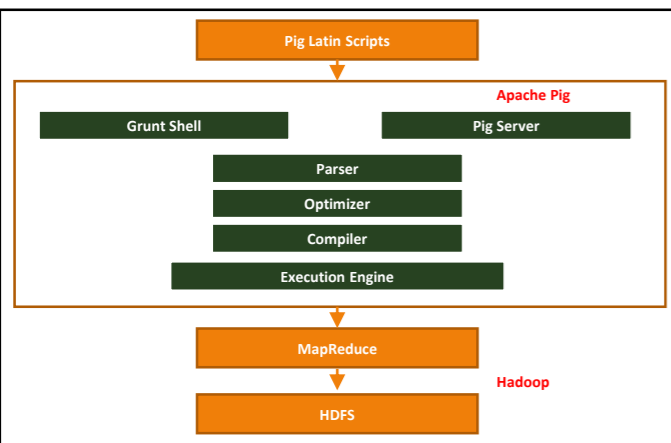 Pig Latin Scripts
Apache Pig
Grunt Shell
Pig Server
Parser
Optimizer
Compiler
Execution Engine
MapReduce
Hadoop
HDFS